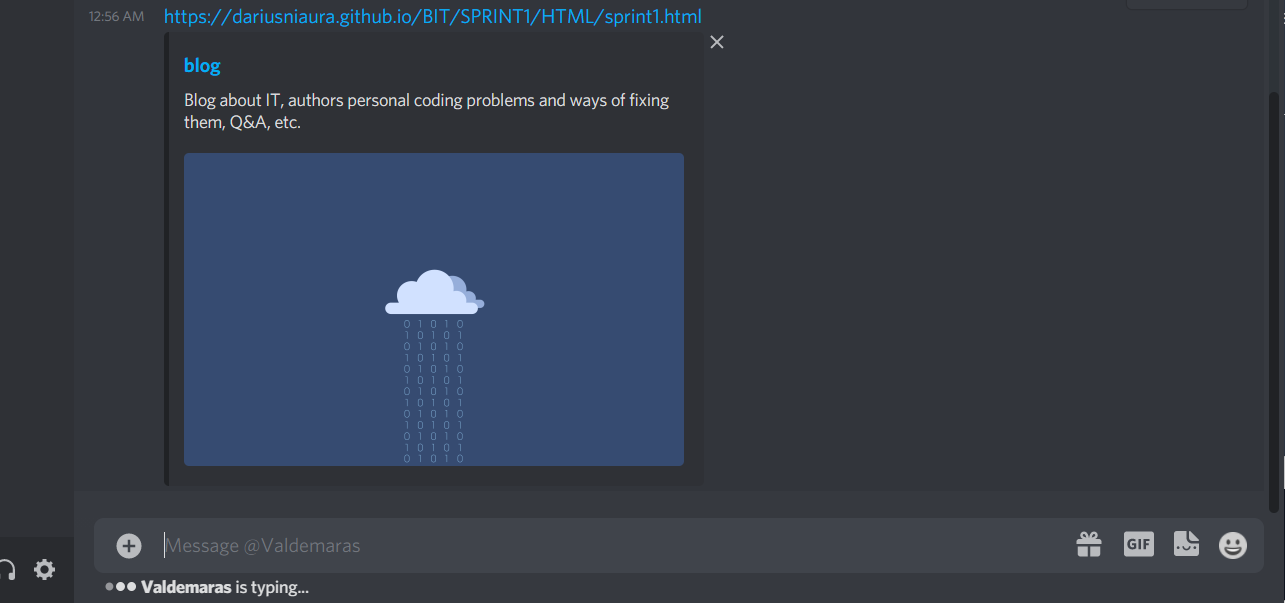 12:56 AM https://dariusniaura.github.io/BIT/SPRINT1/HTML/sprint1.html
blog
Blog about IT, authors personal coding problems and ways of fixing
them, Q&A, etc.
0 1 0 1 0
1 0 1 0 1
0 1 0 1 0
1 0 1 0 1
0 1 0 1 0
1 0 1 0 1
0 1 0 1 0
1 0 1 0 1
0 1 0 1 0
1 0 1 0 1
0 1 0 1 0
1 0 1 0 1
0 1 0 1 0
Message @Valdemaras
GIF
Valdemaras is typing...